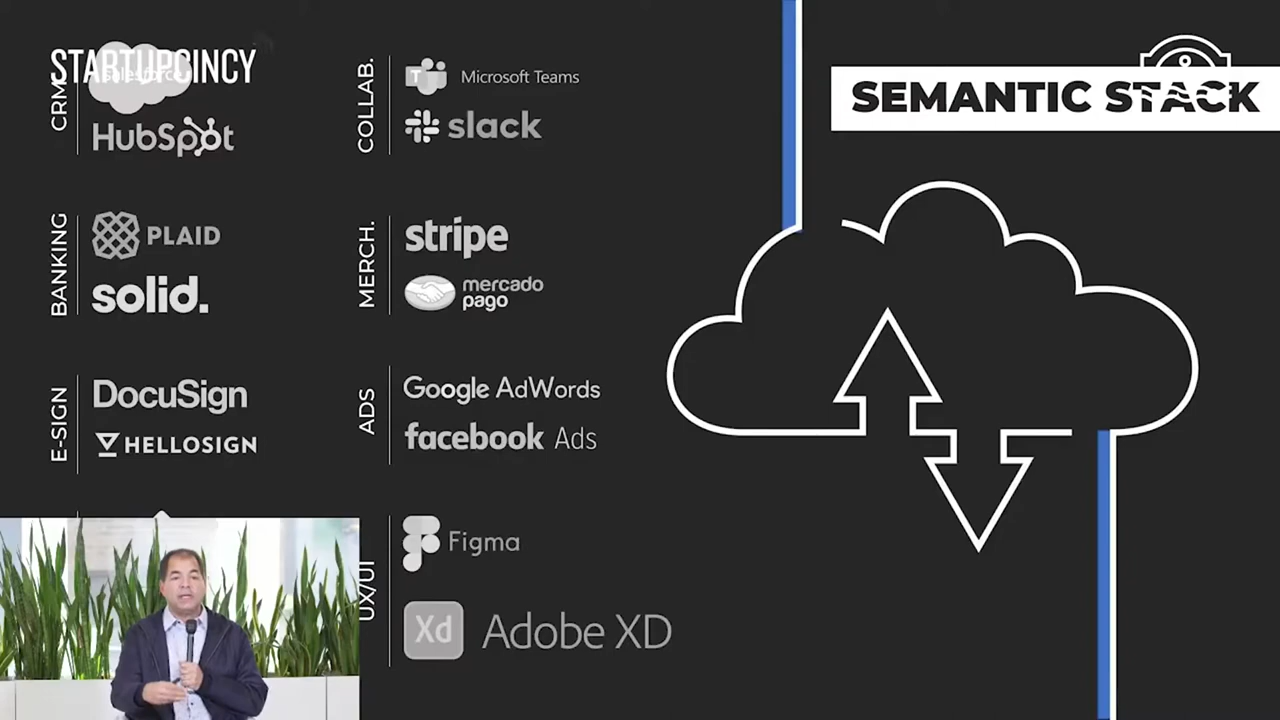 STARTUPCINCY
salesforce
CRM
HubSpot
COLLAB.
T
Microsoft Teams
slack
SEMANTIC STACK
BANKING
PLAID
solid.
MERCH.
stripe
mercado
pago
E-SIGN
DocuSign
HELLOSIGN
ADS
Google AdWords
facebook Ads
UX/UI
Figma
Xd
Adobe XD